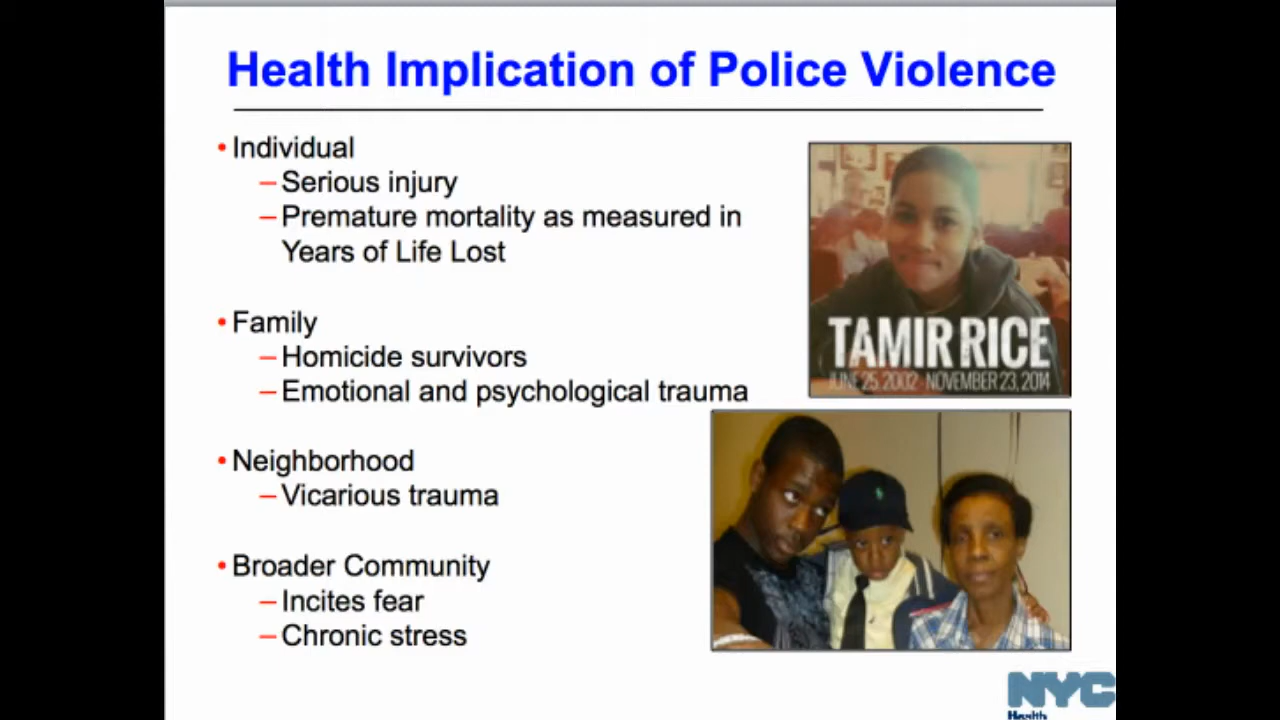 Health Implication of Police Violence
• Individual
– Serious injury
– Premature mortality as measured in
Years of Life Lost
• Family
– Homicide survivors
– Emotional and psychological trauma
• Neighborhood
– Vicarious trauma
• Broader Community
– Incites fear
– Chronic stress
TAMIR RICE
JUNE 25, 2002 - NOVEMBER 23, 2014
NYC
Health